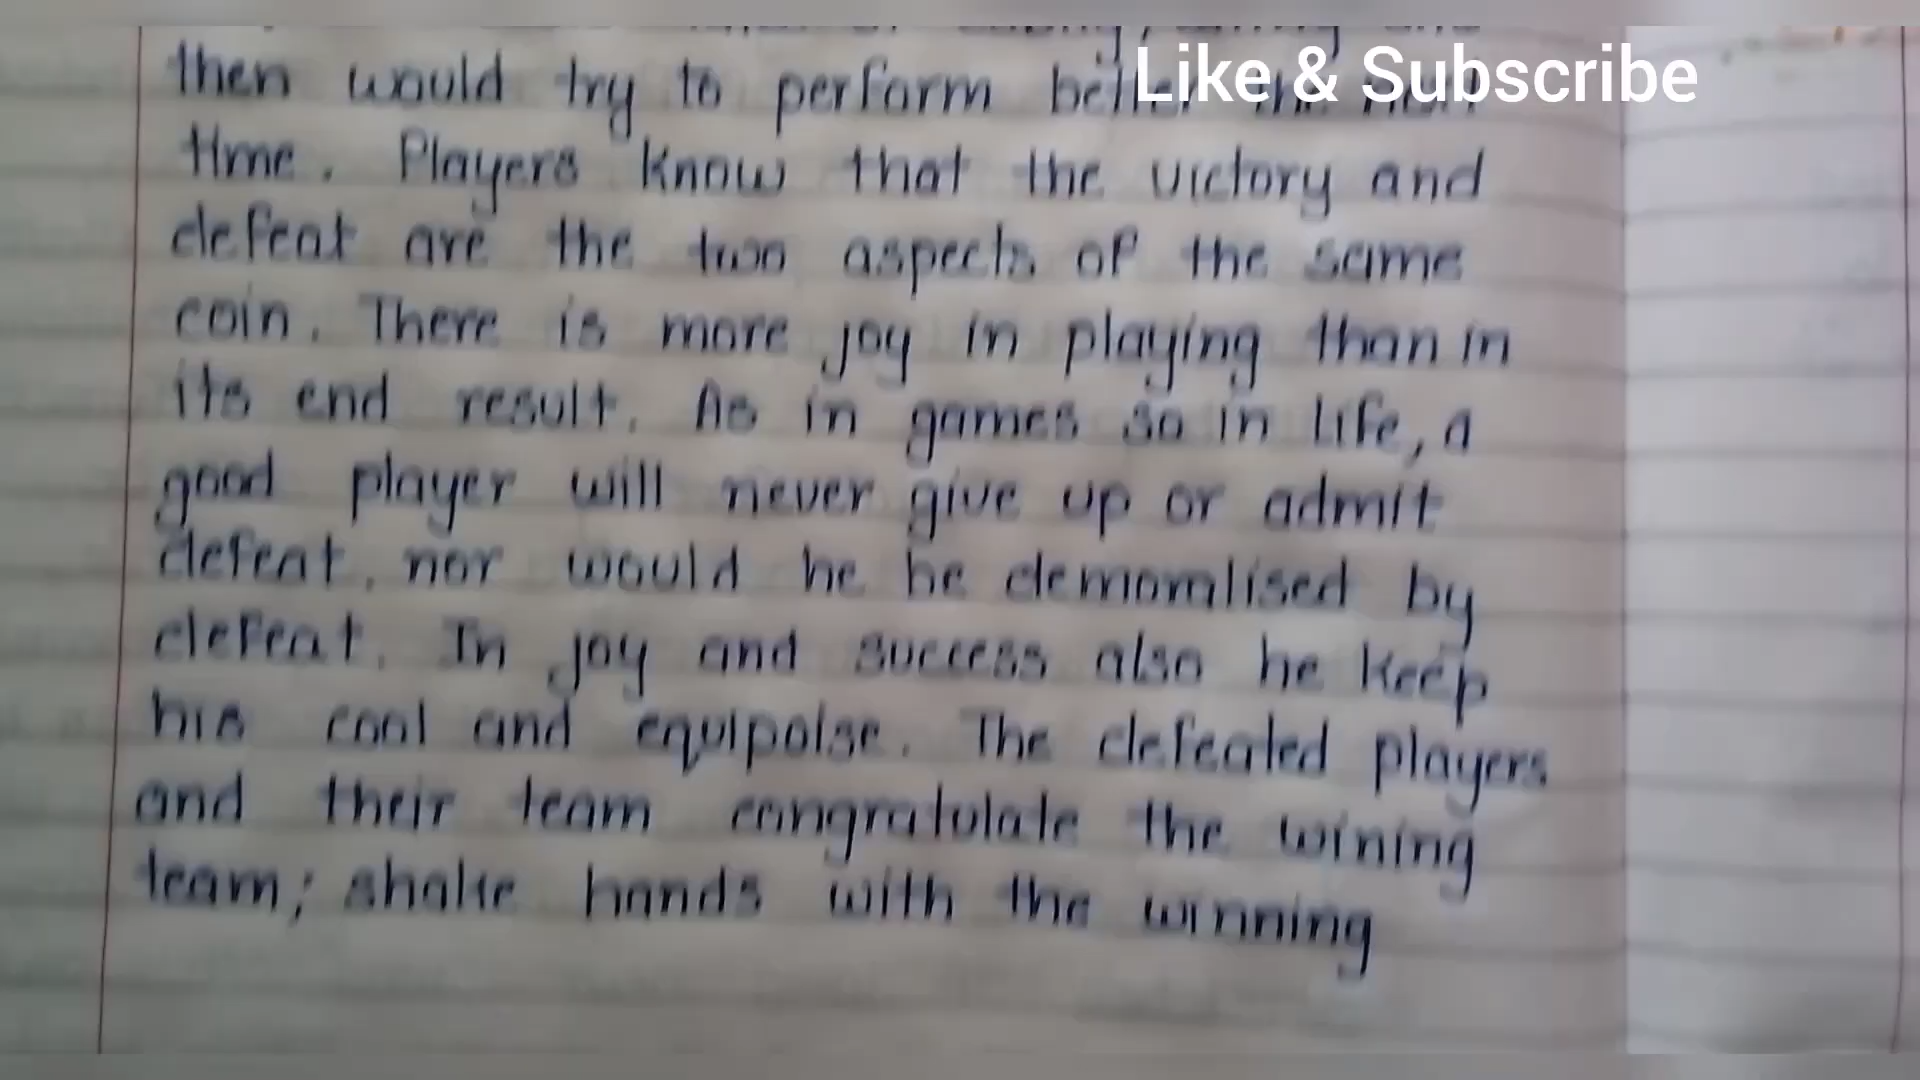 Like & Subscribe
then would try to perform better the next
time. Players know that the victory and
defeat are the two aspects of the same
coin. There is more joy in playing than in
its end result. As in games so in life, a
good player will never give up or admit
defeat, nor would he be demoralised by
defeat. In joy and success also he keep
his cool and equipoise. The defeated players
and their team congratulate the wining
team; shake hands with the winning